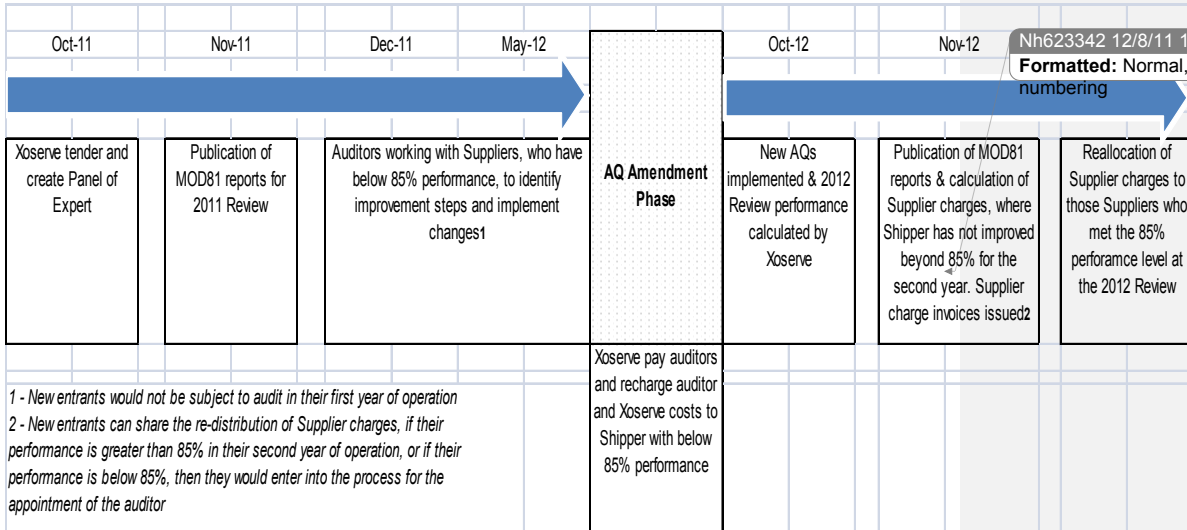 Oct-11
Nov-11
Dec-11
May-12
Oct-12
Nov-12
Nh623342 12/8/11 1
Formatted: Normal,
numbering
Xoserve tender and
create Panel of
Expert
Publication of
MOD81 reports for
2011 Review
Auditors working with Suppliers, who have
below 85% performance, to identify
improvement steps and implement
changes1
AQ Amendment
Phase
New AQs
implemented & 2012
Review performance
calculated by
Xoserve
Publication of MOD81
reports & calculation of
Supplier charges, where
Shipper has not improved
beyond 85% for the
second year. Supplier
charge invoices issued2
Reallocation of
Supplier charges to
those Suppliers who
met the 85%
perforamce level at
the 2012 Review
Xoserve pay auditors
and recharge auditor
and Xoserve costs to
Shipper with below
85% performance
1 - New entrants would not be subject to audit in their first year of operation
2 - New entrants can share the re-distribution of Supplier charges, if their
performance is greater than 85% in their second year of operation, or if their
performance is below 85%, then they would enter into the process for the
appointment of the auditor